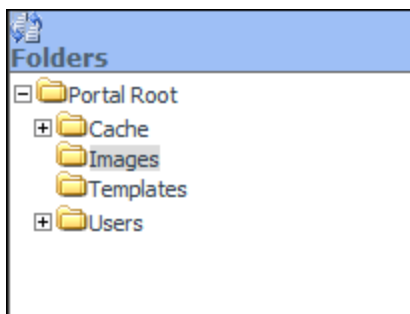 Folders
Portal Root
Cache
Images
Templates
Users